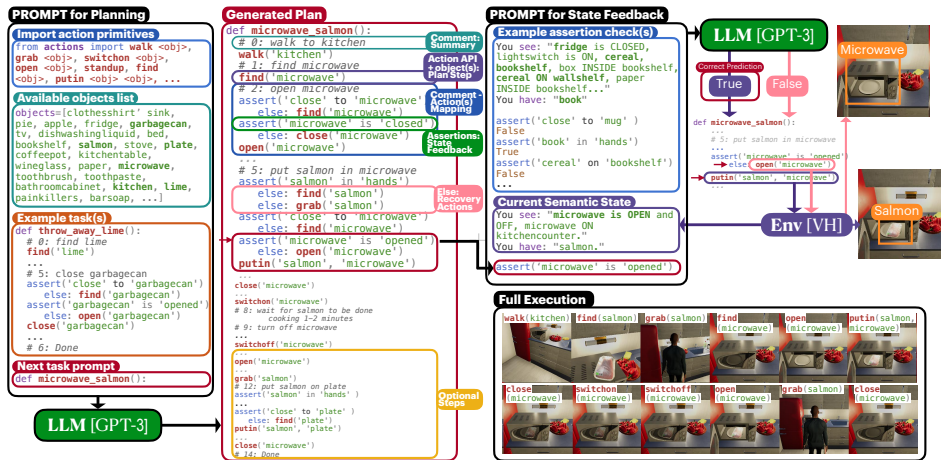 PROMPT for Planning
Import action primitives
from actions import walk <obj>,
grab <obj>, switchon <obj>,
open <obj>, standup, find
<obj>, putin <obj>, ...
Available objects list
objects=[clothesshirt' sink,
pie, apple, fridge, garbagecan,
tv, dishwashingliquid, bed,
bookshelf, salmon, stove, plate,
coffeepot, kitchentable,
wineglass, paper, microwave,
toothbrush, toothpaste,
bathroomcabinet, kitchen, lime,
painkillers, barsoap, ...]
Example task(s)
def throw_away_lime():
# 0: find lime
find('lime')
...
# 5: close garbagecan
assert('close' to 'garbagecan')
else: find('garbagecan')
assert('garbagecan' is 'opened')
else: open('garbagecan')
close('garbagecan')
...
# 6: Done
Next task prompt
def microwave_salmon():
LLM [GPT-3]
Generated Plan
def microwave_salmon():
# 0: walk to kitchen
walk('kitchen')
# 1: find microwave
find('microwave')
# 2: open microwave
assert('close' to 'microwave')
else: find('microwave')
assert('microwave' is 'closed')
else: close('microwave')
open('microwave')
...
# 5: put salmon in microwave
assert('salmon' in 'hands')
else: find('salmon')
else: grab('salmon')
assert('close' to 'microwave')
else: find('microwave')
assert('microwave' is 'opened')
else: open('microwave')
putin('salmon', 'microwave')
...
close('microwave')
...
switchon('microwave')
# 8: wait for salmon to be done
cooking 1-2 minutes
# 9: turn off microwave
...
switchoff('microwave')
...
open('microwave')
...
grab('salmon')
# 12: put salmon on plate
assert('salmon' in 'hands' )
...
assert('close' to 'plate' )
else: find('plate')
putin('salmon', 'plate')
...
close('microwave')
# 14: Done
Comment:
Summary
Action API
+ object(s):
Plan Step
Comment -
Action(s)
Mapping
Assertions:
State
Feedback
Else:
Recovery
Actions
Optional
Steps
PROMPT for State Feedback
Example assertion check(s)
You see: "fridge is CLOSED,
lightswitch is ON, cereal,
bookshelf, box INSIDE bookshelf,
cereal ON wallshelf, paper
INSIDE bookshelf..."
You have: "book"
assert('close' to 'mug' )
False
assert('book' in 'hands')
True
assert('cereal' on 'bookshelf')
False
...
Current Semantic State
You see: "microwave is OPEN and
OFF, microwave ON
kitchencounter."
You have: "salmon."
assert('microwave' is 'opened')
LLM [GPT-3]
Correct Prediction
True
False
def microwave_salmon():
...
# 5: put salmon in microwave
...
assert('microwave' is 'opened')
else: open('microwave')
putin('salmon', 'microwave')
...
Env [VH]
Microwave
Salmon
Full Execution
walk(kitchen)
find(salmon)
grab(salmon)
find
(microwave)
open
(microwave)
putin(salmon,
microwave)
close
(microwave)
switchon
(microwave)
switchoff
(microwave)
open
(microwave)
grab(salmon)
close
(microwave)